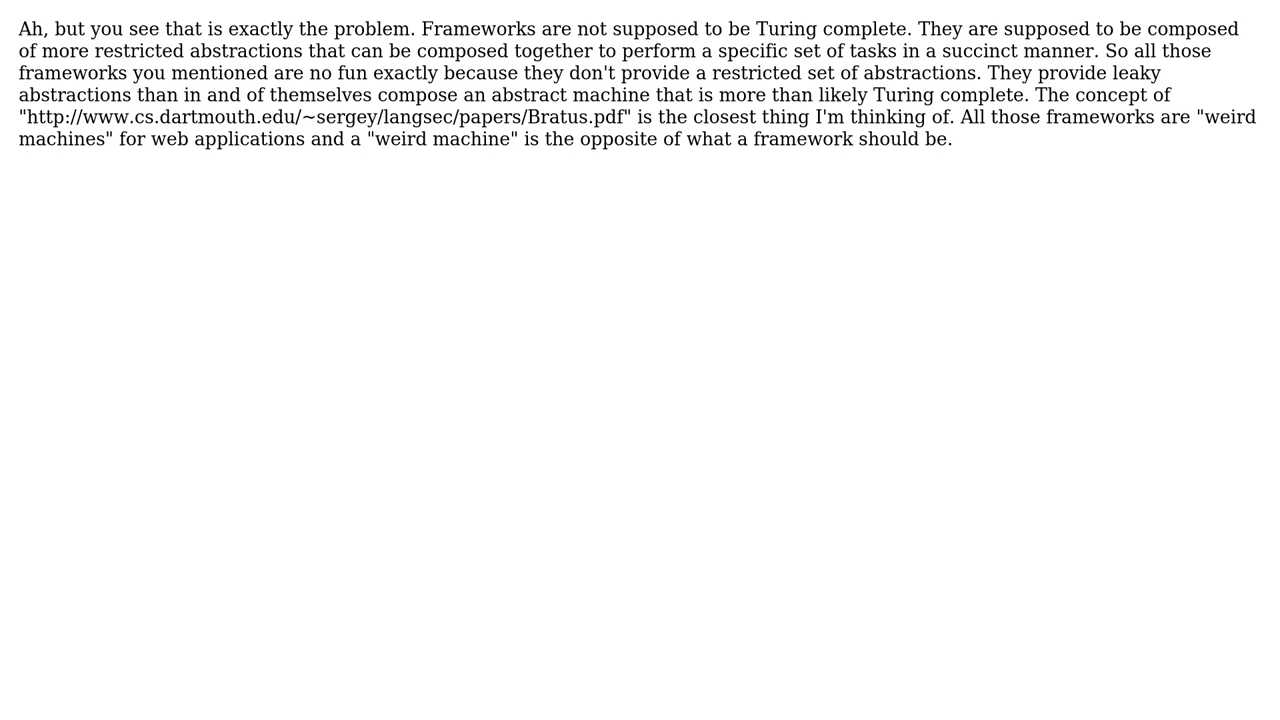 Ah, but you see that is exactly the problem. Frameworks are not supposed to be Turing complete. They are supposed to be composed
of more restricted abstractions that can be composed together to perform a specific set of tasks in a succinct manner. So all those
frameworks you mentioned are no fun exactly because they don't provide a restricted set of abstractions. They provide leaky
abstractions than in and of themselves compose an abstract machine that is more than likely Turing complete. The concept of
"http://www.cs.dartmouth.edu/~sergey/langsec/papers/Bratus.pdf" is the closest thing I'm thinking of. All those frameworks are "weird
machines" for web applications and a "weird machine" is the opposite of what a framework should be.